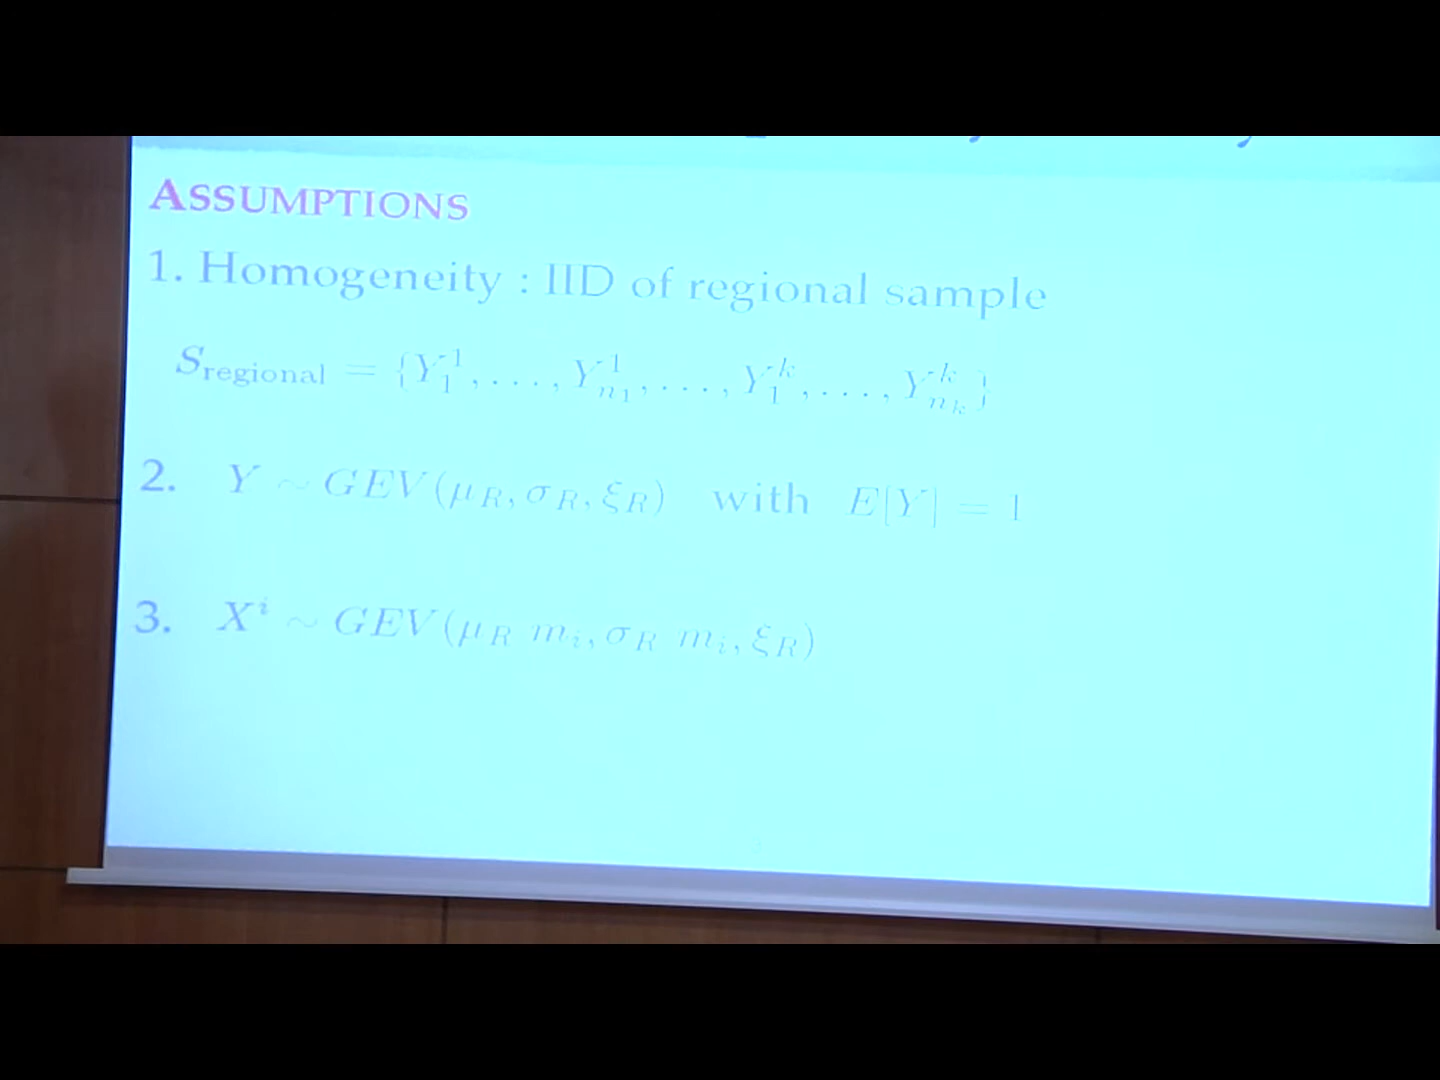 ASSUMPTIONS
1. Homogeneity : IID of regional sample
S_regional = {Y_1^1, ..., Y_{n_1}^1, ..., Y_1^k, ..., Y_{n_k}^k}
2. Y ~ GEV(μ_R, σ_R, ξ_R) with E[Y] = 1
3. X^i ~ GEV(μ_R m_i, σ_R m_i, ξ_R)